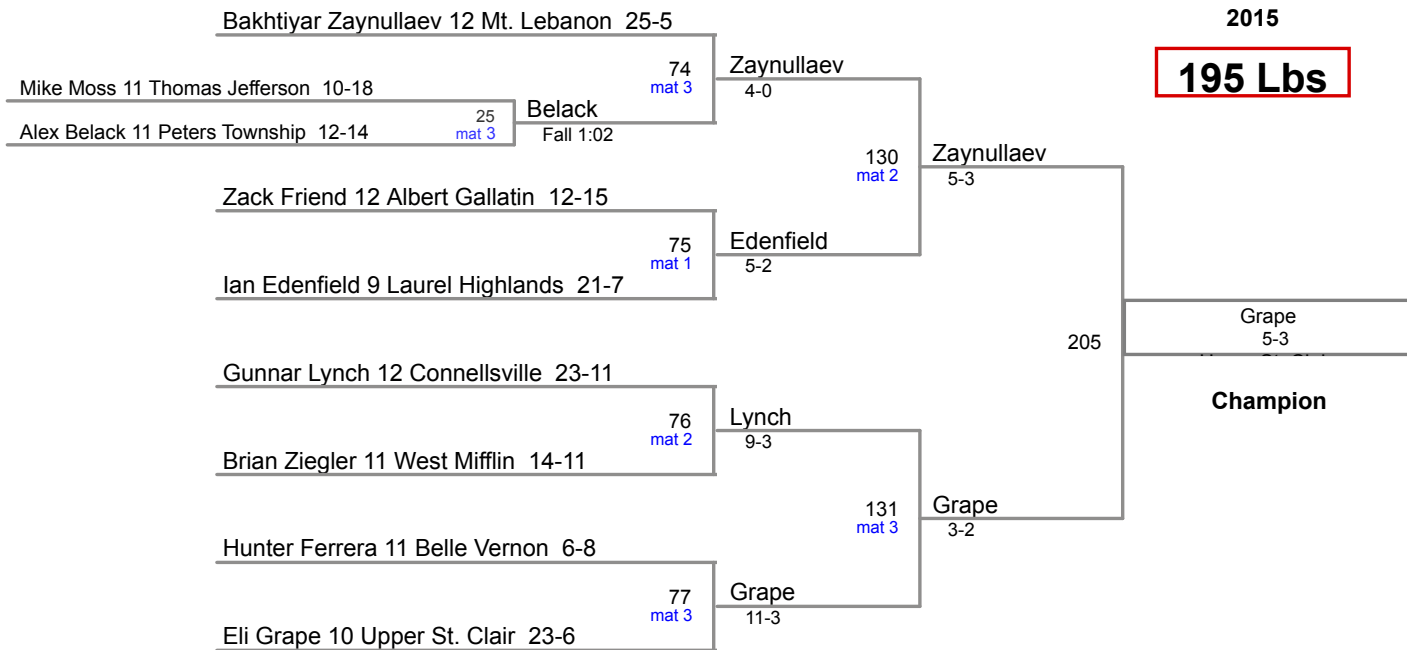 Bakhtiyar Zaynullaev 12 Mt. Lebanon 25-5
2015
195 Lbs
74
mat 3
Zaynullaev
4-0
Mike Moss 11 Thomas Jefferson 10-18
25
mat 3
Belack
Fall 1:02
Alex Belack 11 Peters Township 12-14
130
mat 2
Zaynullaev
5-3
Zack Friend 12 Albert Gallatin 12-15
75
mat 1
Edenfield
5-2
Ian Edenfield 9 Laurel Highlands 21-7
205
Grape
5-3
Champion
Gunnar Lynch 12 Connellsville 23-11
76
mat 2
Lynch
9-3
Brian Ziegler 11 West Mifflin 14-11
131
mat 3
Grape
3-2
Hunter Ferrera 11 Belle Vernon 6-8
77
mat 3
Grape
11-3
Eli Grape 10 Upper St. Clair 23-6